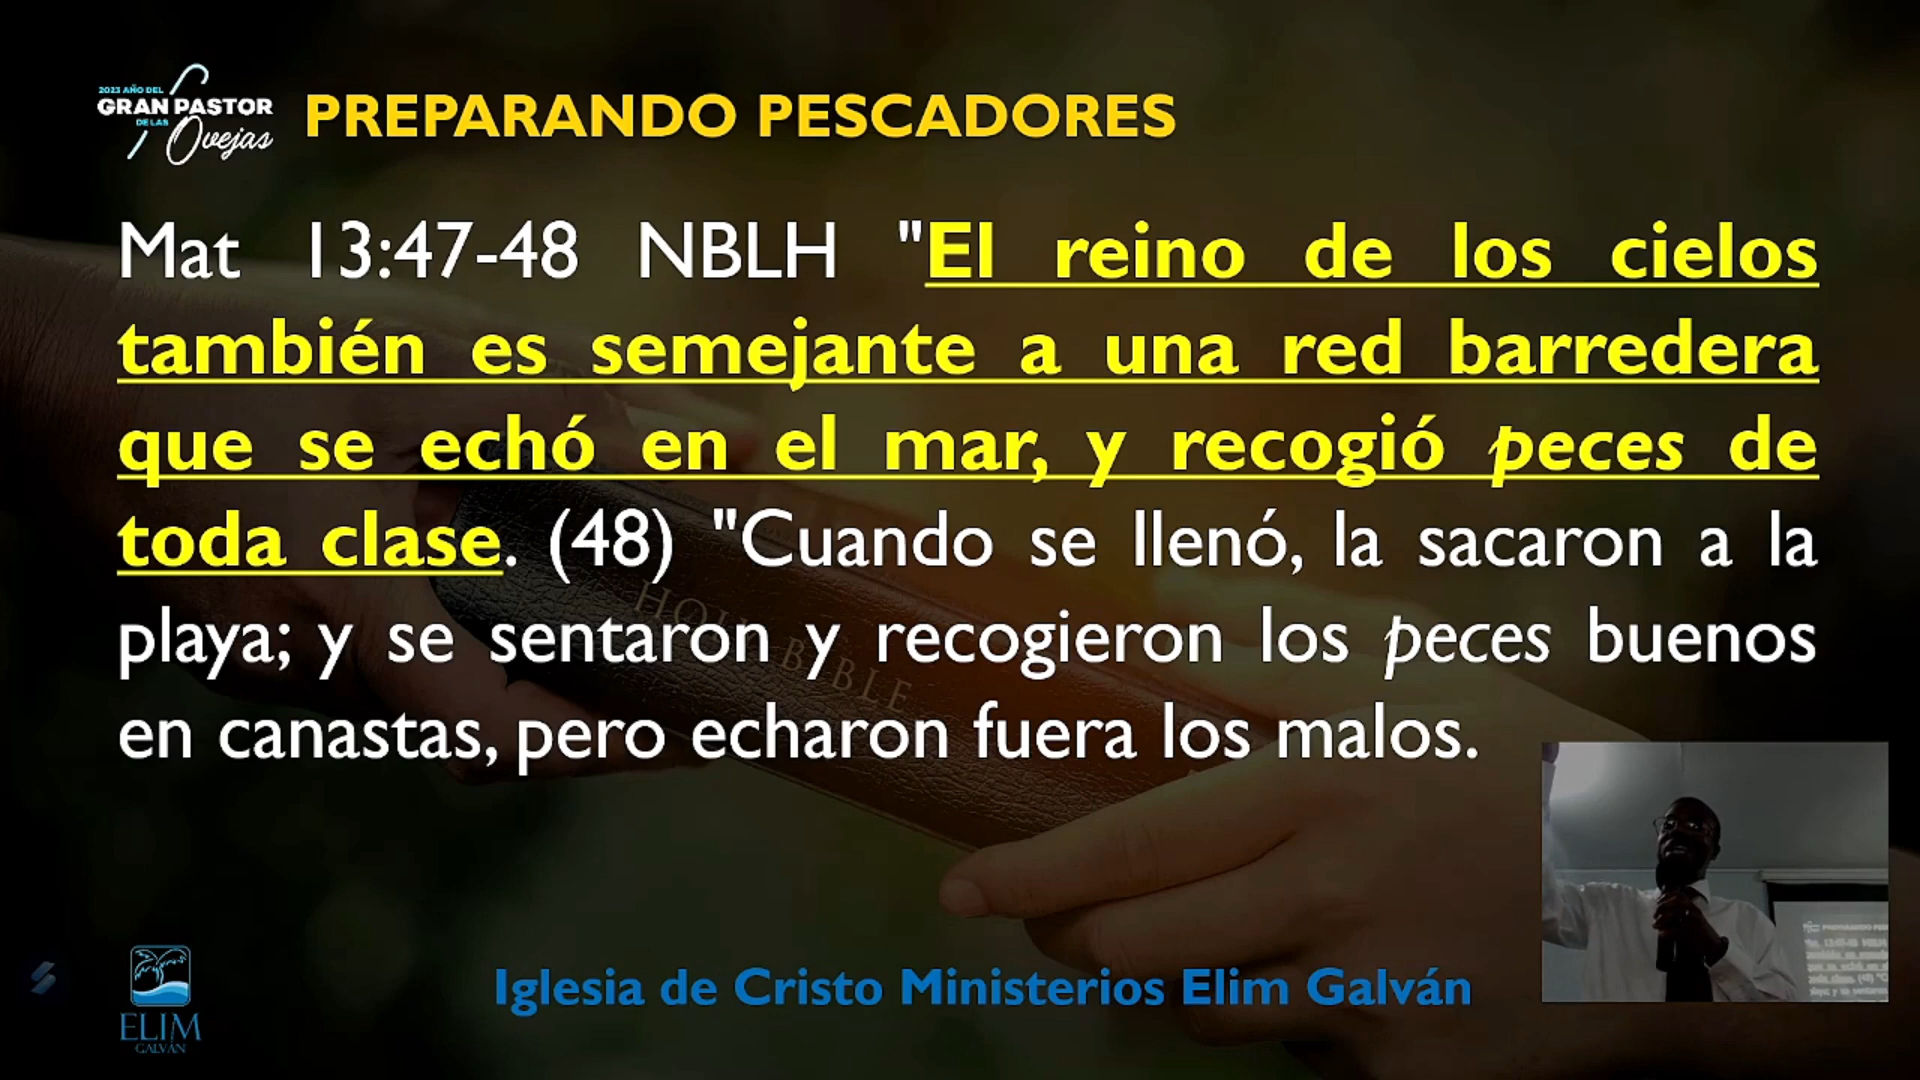 2023 AÑO DEL
GRAN PASTOR
DE LAS
Ovejas
PREPARANDO PESCADORES
Mat 13:47-48 NBLH "El reino de los cielos
también es semejante a una red barredera
que se echó en el mar, y recogió peces de
toda clase. (48) "Cuando se llenó, la sacaron a la
playa; y se sentaron y recogieron los peces buenos
en canastas, pero echaron fuera los malos.
HOLY BIBLE
Iglesia de Cristo Ministerios Elim Galván
ELIM
GALVÁN